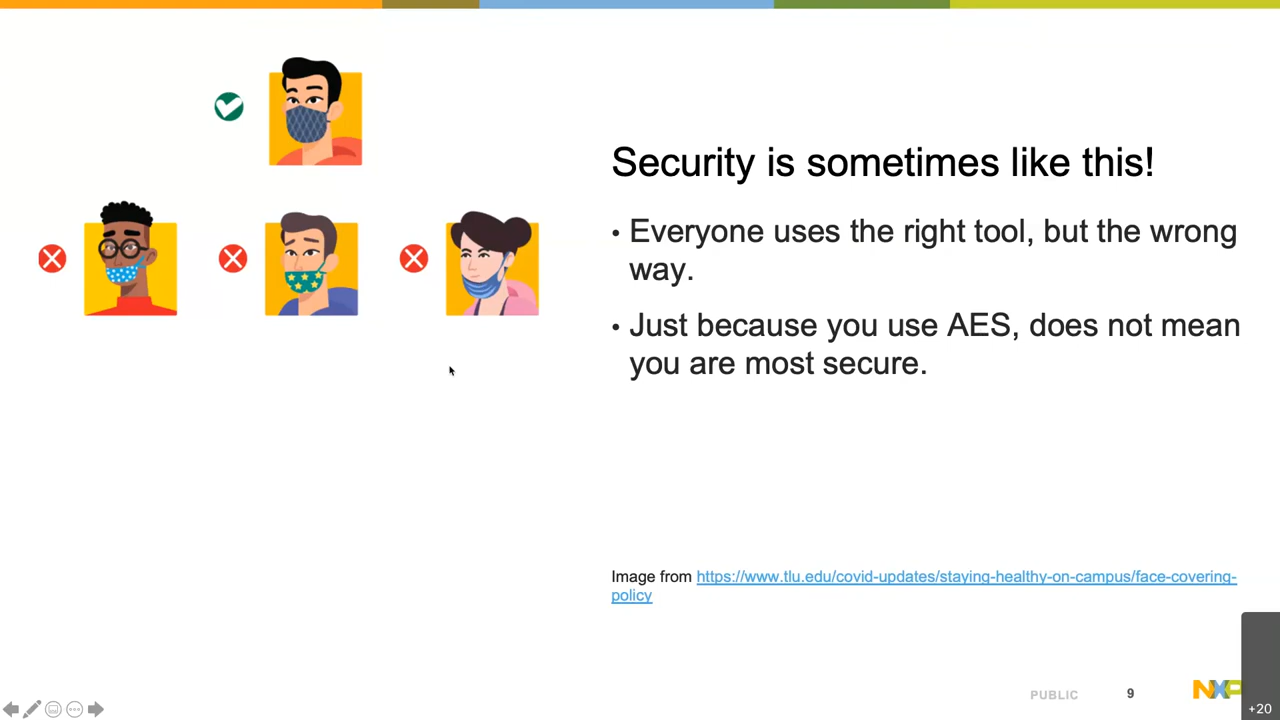 Security is sometimes like this!
• Everyone uses the right tool, but the wrong
way.
• Just because you use AES, does not mean
you are most secure.
Image from https://www.tlu.edu/covid-updates/staying-healthy-on-campus/face-covering-
policy
PUBLIC
9
NXP
+20